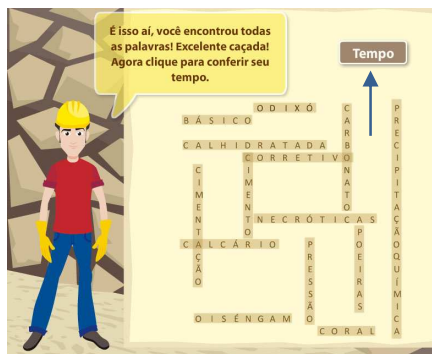 É isso aí, você encontrou todas
as palavras! Excelente caçada!
Agora clique para conferir seu
tempo.
Tempo
ODIXÓ
BÁSICO
CARBONATO
PRECIPITAÇÃOQUÍMICA
CALHIDRATADA
CORRETIVO
CIMENTAÇÃO
CIMENTO
NECRÓTICAS
CALCÁRIO
PRESSÃO
POEIRAS
OISÉNGAM
CORAL